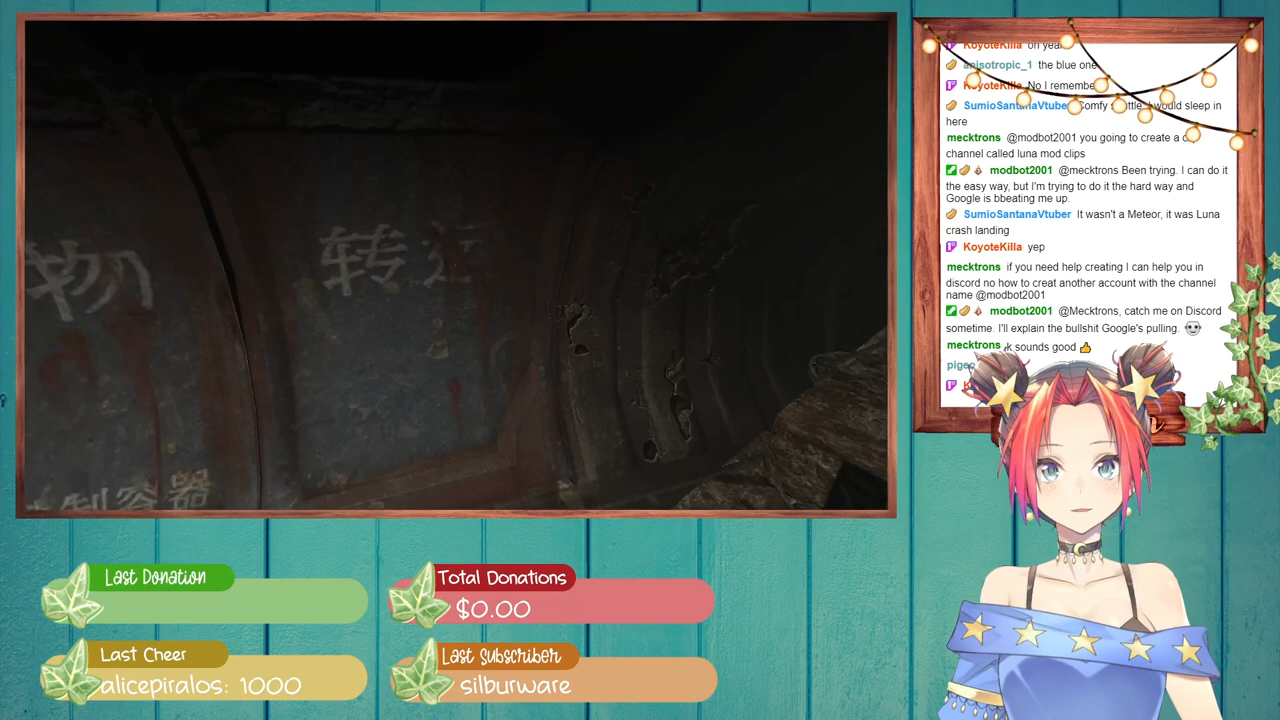 物
转运
制容器
KoyoteKilla oh yeah
anisotropic_1 the blue one
KoyoteKilla No I remember
SumioSantanaVtuber Comfy would sleep in
here
mecktrons @modbot2001 you going to create a
channel called luna mod clips
modbot2001 @mecktrons Been trying. I can do it
the easy way, but I'm trying to do it the hard way and
Google is bbeating me up.
SumioSantanaVtuber It wasn't a Meteor, it was Luna
crash landing
KoyoteKilla yep
mecktrons if you need help creating I can help you in
discord no how to creat another account with the channel
name @modbot2001
modbot2001 @Mecktrons, catch me on Discord
sometime. I'll explain the bullshit Google's pulling.
mecktrons k sounds good
Last Donation
Total Donations
$0.00
Last Cheer
alicepiralos: 1000
Last Subscriber
silburware